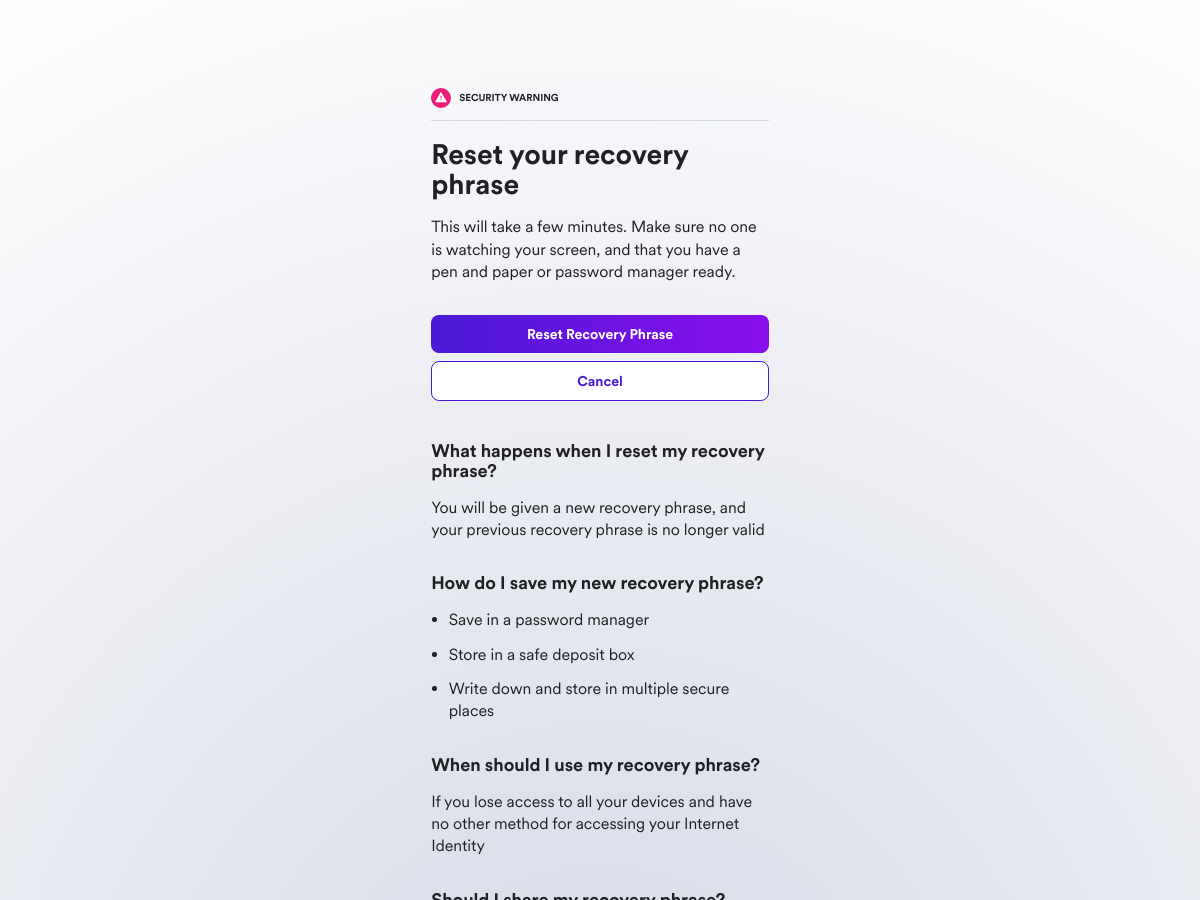 SECURITY WARNING
Reset your recovery
phrase
This will take a few minutes. Make sure no one
is watching your screen, and that you have a
pen and paper or password manager ready.
Reset Recovery Phrase
Cancel
What happens when I reset my recovery
phrase?
You will be given a new recovery phrase, and
your previous recovery phrase is no longer valid
How do I save my new recovery phrase?
• Save in a password manager
• Store in a safe deposit box
• Write down and store in multiple secure
places
When should I use my recovery phrase?
If you lose access to all your devices and have
no other method for accessing your Internet
Identity
Should I share my recovery phrase?